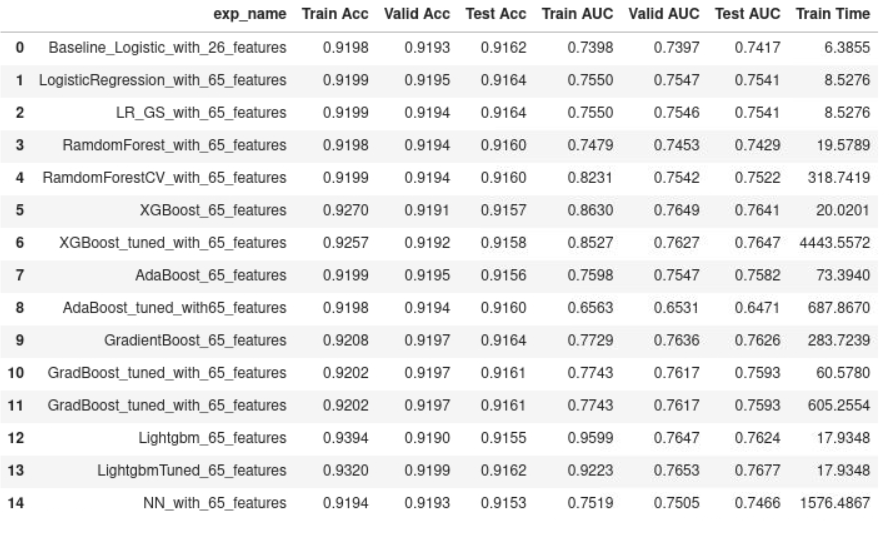 exp_name Train Acc Valid Acc Test Acc Train AUC Valid AUC Test AUC Train Time
0 Baseline_Logistic_with_26_features 0.9198 0.9193 0.9162 0.7398 0.7397 0.7417 6.3855
1 LogisticRegression_with_65_features 0.9199 0.9195 0.9164 0.7550 0.7547 0.7541 8.5276
2 LR_GS_with_65_features 0.9199 0.9194 0.9164 0.7550 0.7546 0.7541 8.5276
3 RamdomForest_with_65_features 0.9198 0.9194 0.9160 0.7479 0.7453 0.7429 19.5789
4 RamdomForestCV_with_65_features 0.9199 0.9194 0.9160 0.8231 0.7542 0.7522 318.7419
5 XGBoost_65_features 0.9270 0.9191 0.9157 0.8630 0.7649 0.7641 20.0201
6 XGBoost_tuned_with_65_features 0.9257 0.9192 0.9158 0.8527 0.7627 0.7647 4443.5572
7 AdaBoost_65_features 0.9199 0.9195 0.9156 0.7598 0.7547 0.7582 73.3940
8 AdaBoost_tuned_with65_features 0.9198 0.9194 0.9160 0.6563 0.6531 0.6471 687.8670
9 GradientBoost_65_features 0.9208 0.9197 0.9164 0.7729 0.7636 0.7626 283.7239
10 GradBoost_tuned_with_65_features 0.9202 0.9197 0.9161 0.7743 0.7617 0.7593 60.5780
11 GradBoost_tuned_with_65_features 0.9202 0.9197 0.9161 0.7743 0.7617 0.7593 605.2554
12 Lightgbm_65_features 0.9394 0.9190 0.9155 0.9599 0.7647 0.7624 17.9348
13 LightgbmTuned_65_features 0.9320 0.9199 0.9162 0.9223 0.7653 0.7677 17.9348
14 NN_with_65_features 0.9194 0.9193 0.9153 0.7519 0.7505 0.7466 1576.4867